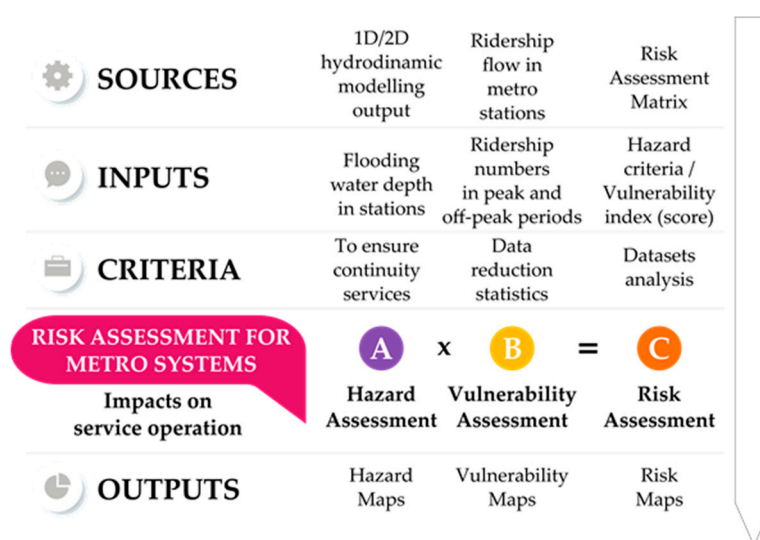 1D/2D
hydrodinamic
modelling
output
Ridership
flow in
metro
stations
Risk
Assessment
Matrix
SOURCES
INPUTS
Flooding
water depth
in stations
Ridership
numbers
in peak and
off-peak periods
Hazard
criteria /
Vulnerability
index (score)
CRITERIA
To ensure
continuity
services
Data
reduction
statistics
Datasets
analysis
RISK ASSESSMENT FOR
METRO SYSTEMS
Impacts on
service operation
A x B = C
Hazard
Assessment
Vulnerability
Assessment
Risk
Assessment
OUTPUTS
Hazard
Maps
Vulnerability
Maps
Risk
Maps